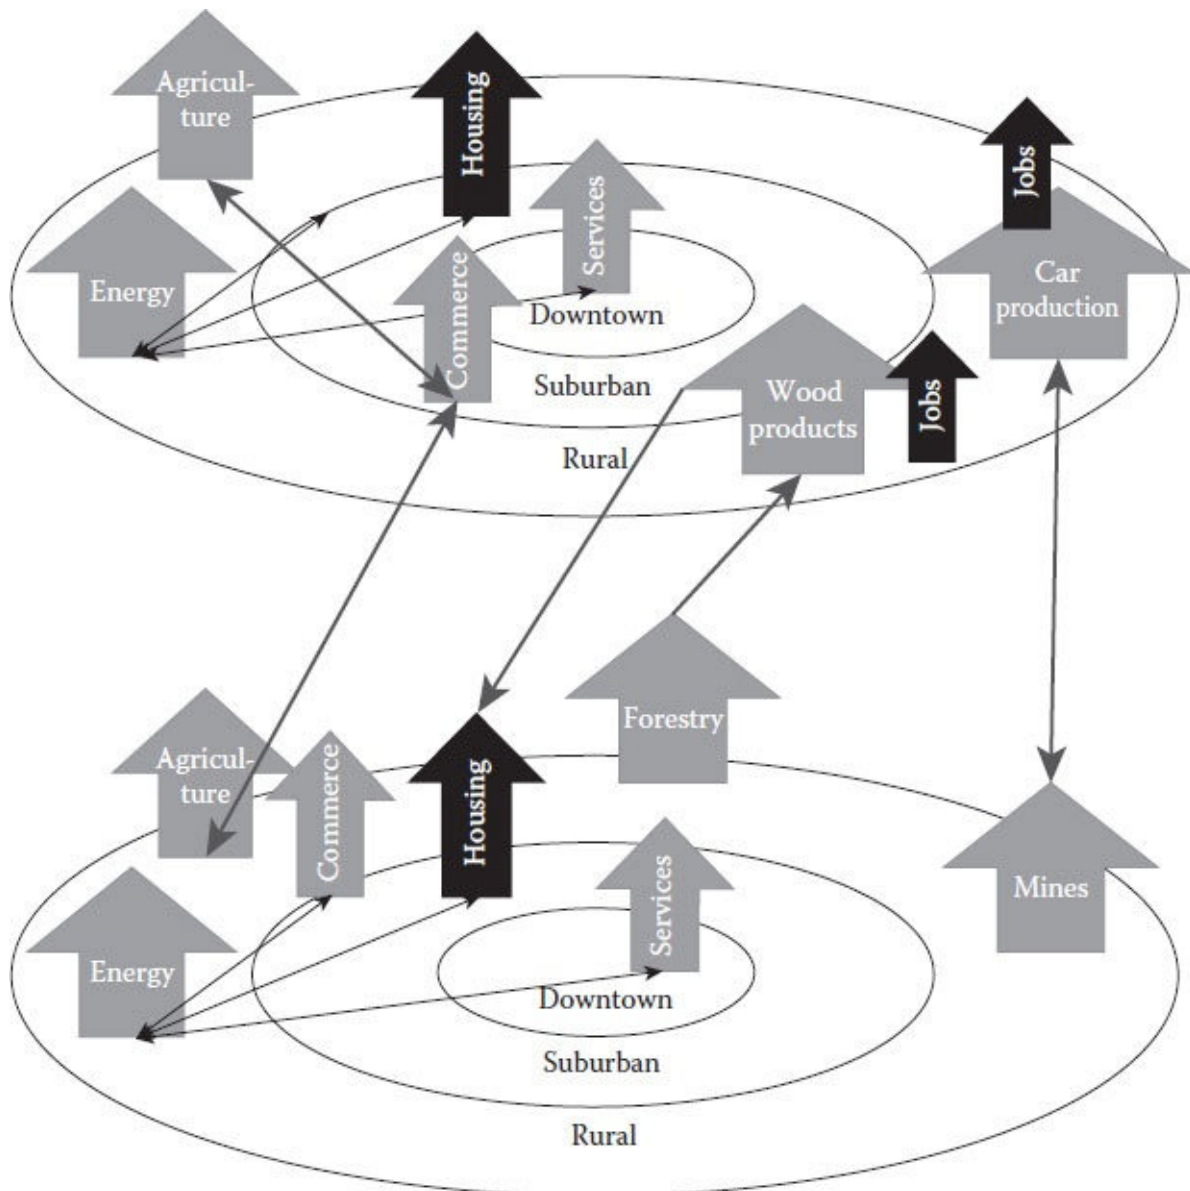 Agricul-
ture
Housing
Jobs
Services
Energy
Commerce
Car
production
Downtown
Suburban
Wood
products
Jobs
Rural
Forestry
Agricul-
ture
Commerce
Housing
Services
Mines
Energy
Downtown
Suburban
Rural